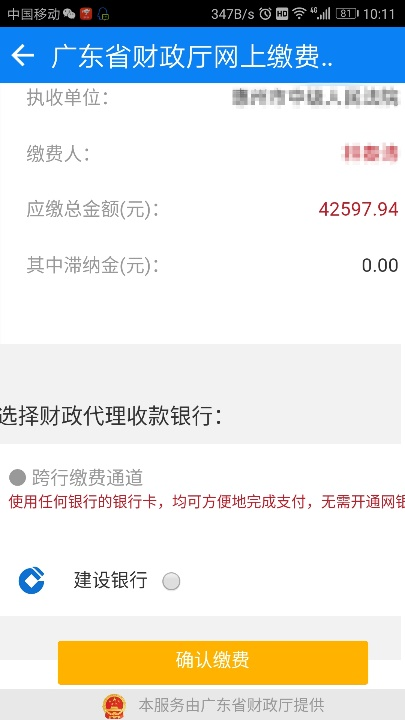 中国移动 347B/s HD 4G 81 10:11
广东省财政厅网上缴费..
执收单位：
缴费人：
应缴总金额(元)： 42597.94
其中滞纳金(元)： 0.00
选择财政代理收款银行：
跨行缴费通道
使用任何银行的银行卡，均可方便地完成支付，无需开通网银
建设银行
确认缴费
本服务由广东省财政厅提供